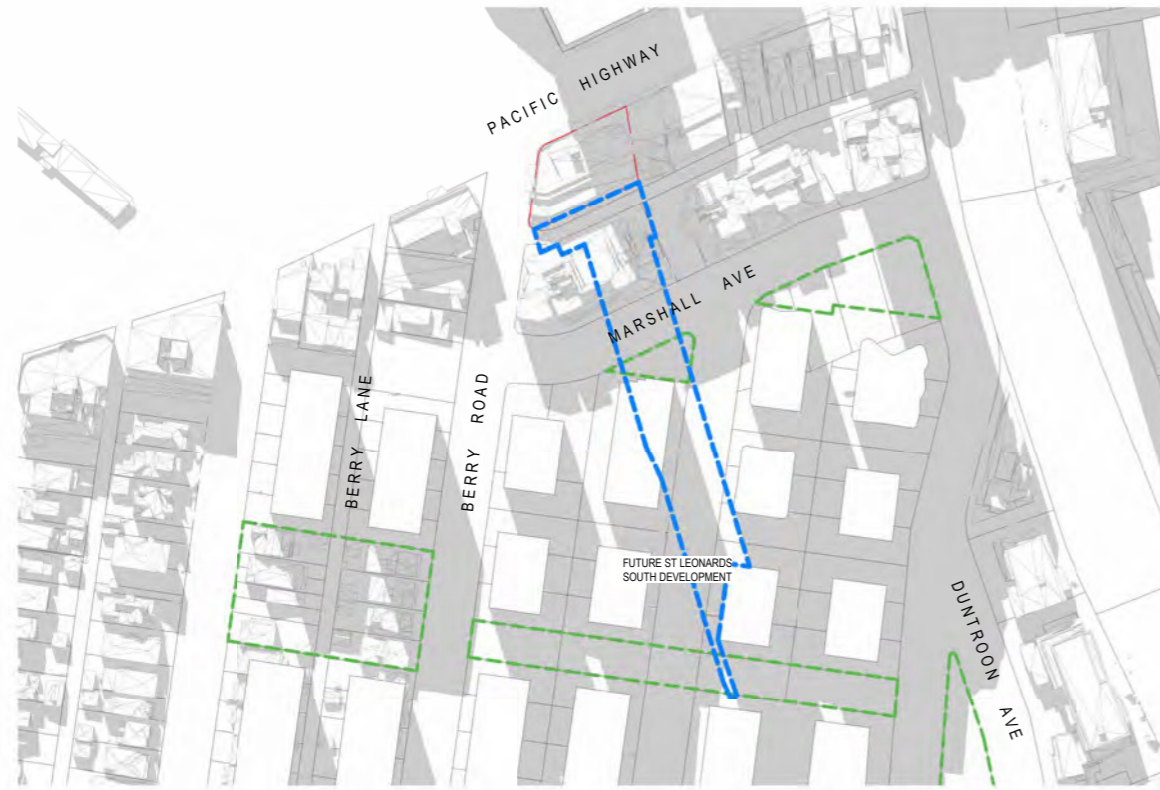 PACIFIC HIGHWAY
MARSHALL AVE
BERRY LANE
BERRY ROAD
FUTURE ST LEONARDS
SOUTH DEVELOPMENT
DUNTROON AVE